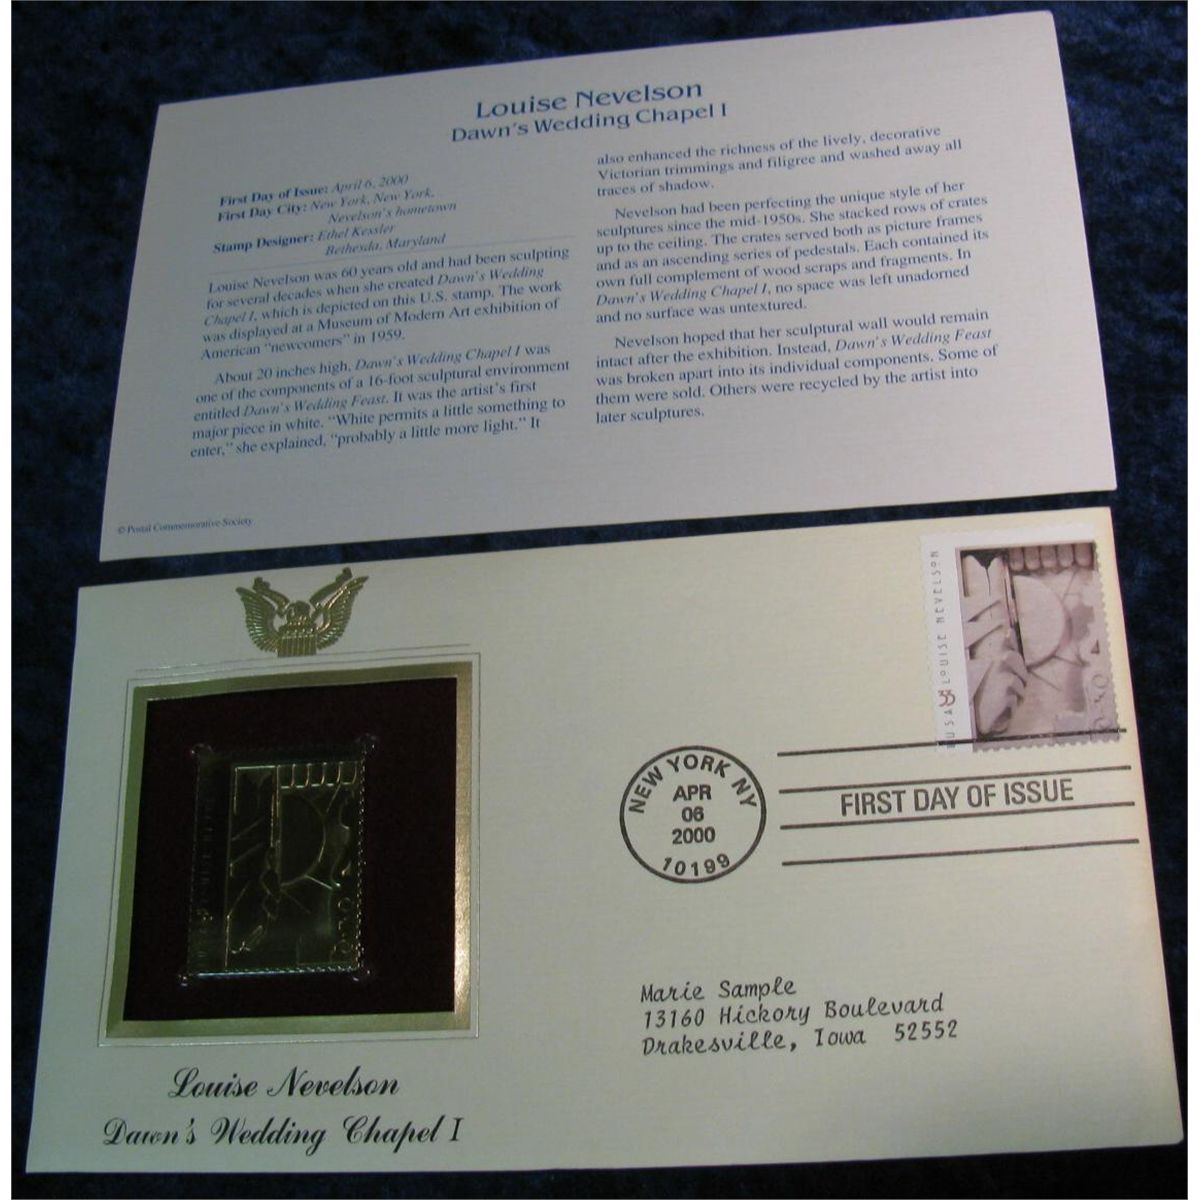 Louise Nevelson
Dawn's Wedding Chapel I
First Day of Issue: April 6, 2000
First Day City: New York, New York,
Nevelson's hometown
Stamp Designer: Ethel Kessler
Bethesda, Maryland
Louise Nevelson was 60 years old and had been sculpting
for several decades when she created Dawn's Wedding
Chapel I, which is depicted on this U.S. stamp. The work
was displayed at a Museum of Modern Art exhibition of
American "newcomers" in 1959.
About 20 inches high, Dawn's Wedding Chapel I was
one of the components of a 16-foot sculptural environment
entitled Dawn's Wedding Feast. It was the artist's first
major piece in white. "White permits a little something to
enter," she explained, "probably a little more light." It
also enhanced the richness of the lively, decorative
Victorian trimmings and filigree and washed away all
traces of shadow.
Nevelson had been perfecting the unique style of her
sculptures since the mid-1950s. She stacked rows of crates
up to the ceiling. The crates served both as picture frames
and as an ascending series of pedestals. Each contained its
own full complement of wood scraps and fragments. In
Dawn's Wedding Chapel I, no space was left unadorned
and no surface was untextured.
Nevelson hoped that her sculptural wall would remain
intact after the exhibition. Instead, Dawn's Wedding Feast
was broken apart into its individual components. Some of
them were sold. Others were recycled by the artist into
later sculptures.
© Postal Commemorative Society
USA 33 LOUISE NEVELSON
NEW YORK NY
APR
06
2000
10199
FIRST DAY OF ISSUE
Marie Sample
13160 Hickory Boulevard
Drakesville, Iowa 52552
Louise Nevelson
Dawn's Wedding Chapel I